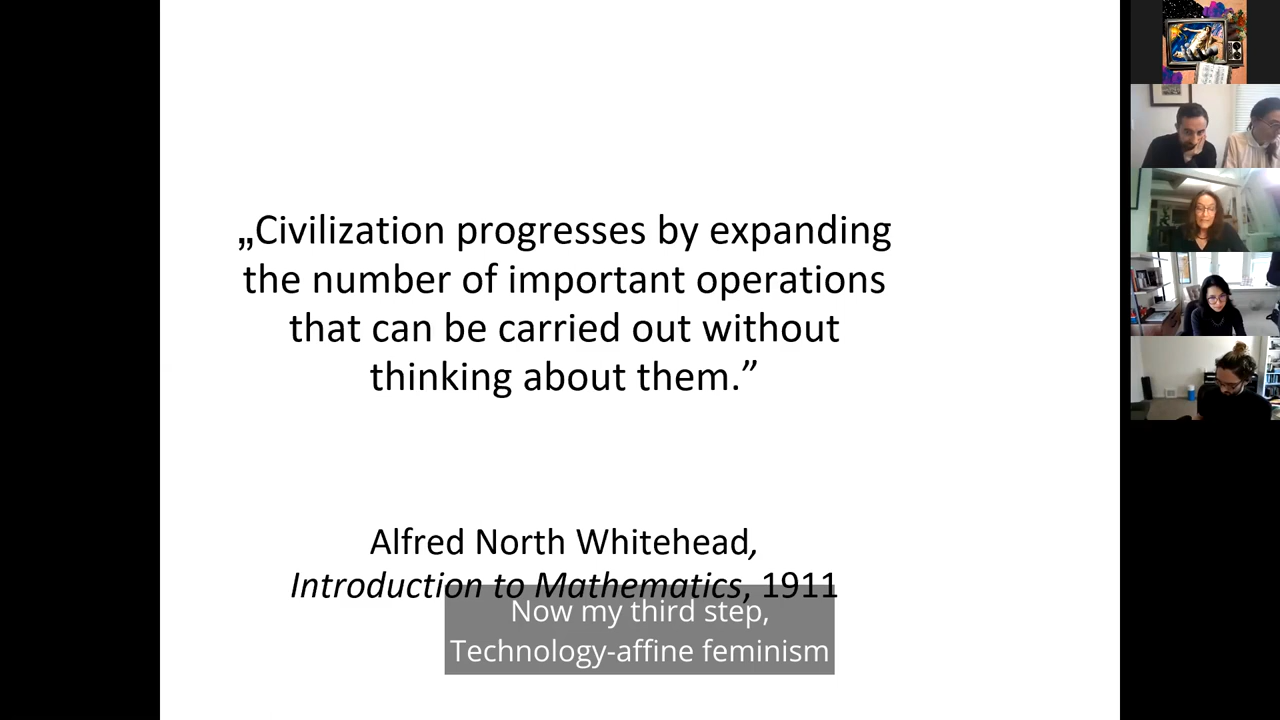 „Civilization progresses by expanding
the number of important operations
that can be carried out without
thinking about them.”
Alfred North Whitehead,
Introduction to Mathematics, 1911
Now my third step,
Technology-affine feminism